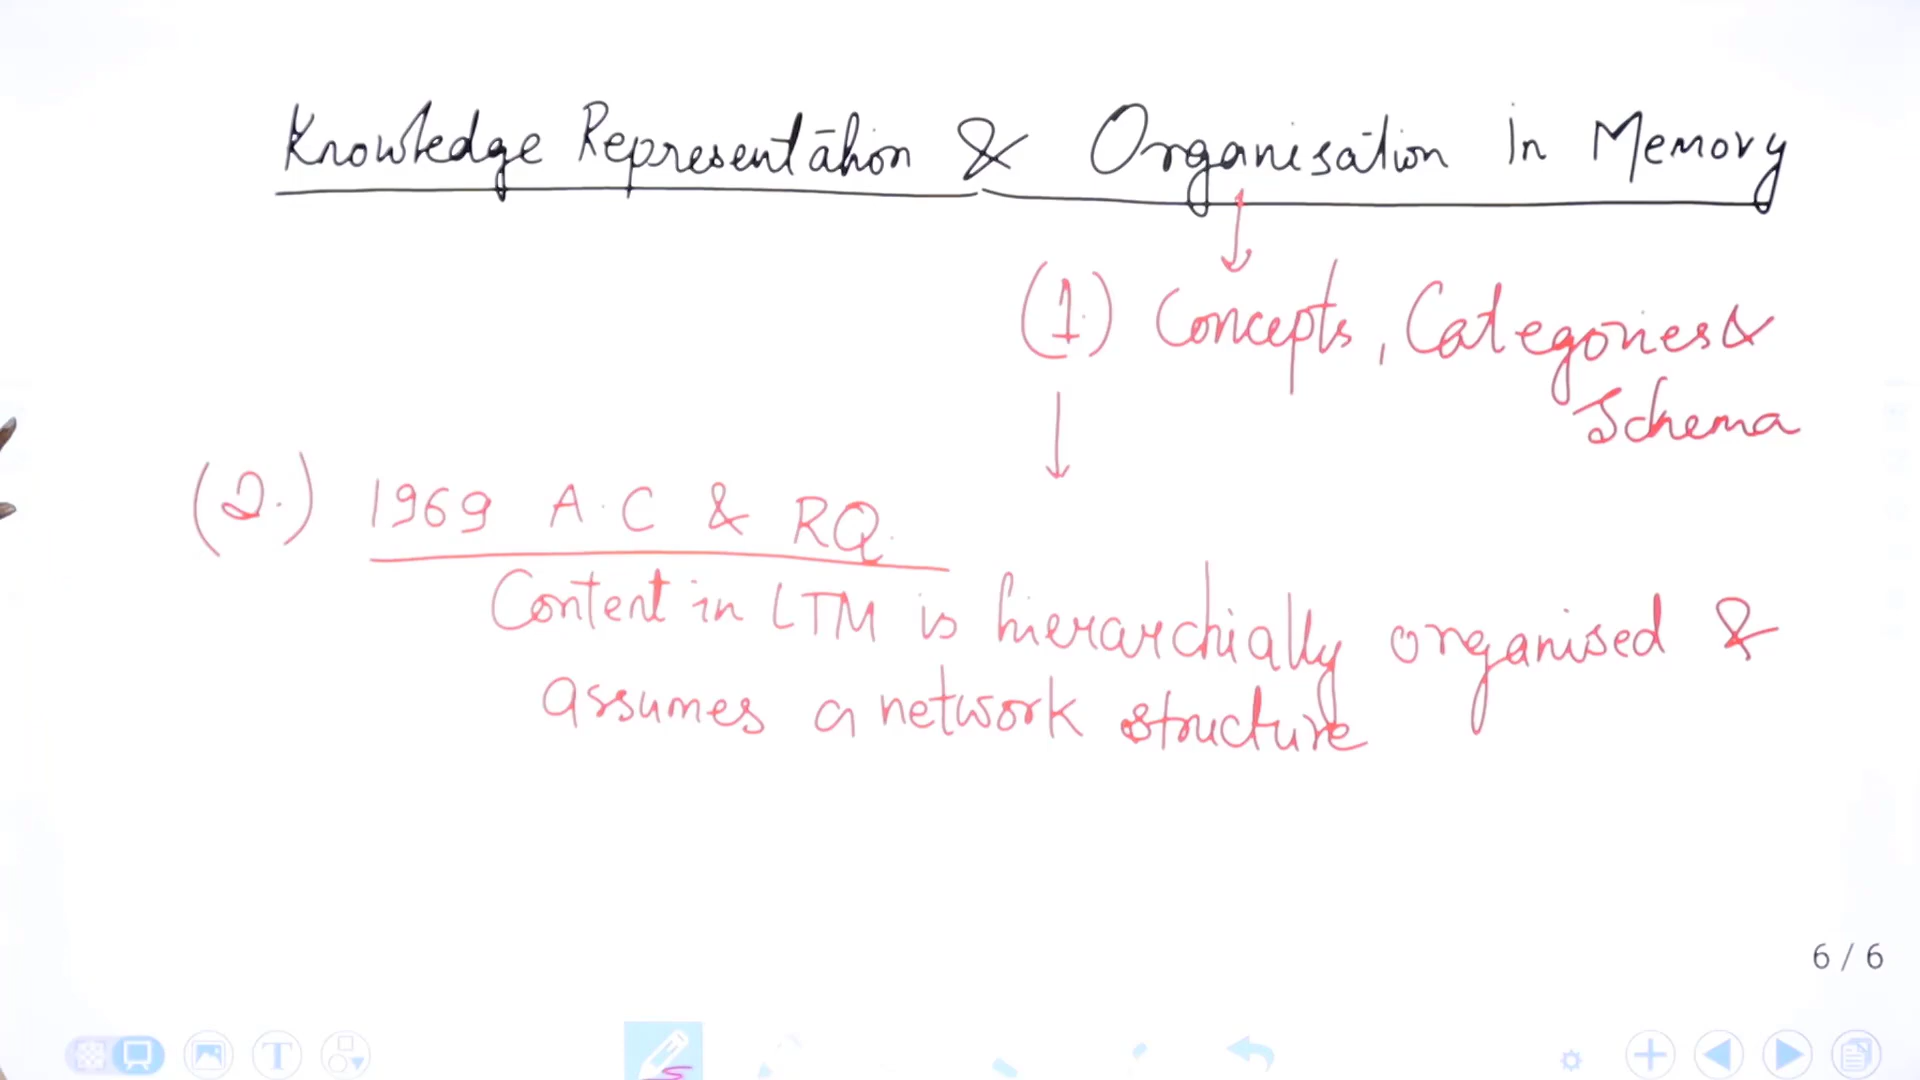 Knowledge Representation & Organisation In Memory
(1.) Concepts, Categories &
Schema
(2.) 1969 A.C & RQ.
Content in LTM is hierarchially organised &
assumes a network structure
6 / 6
T